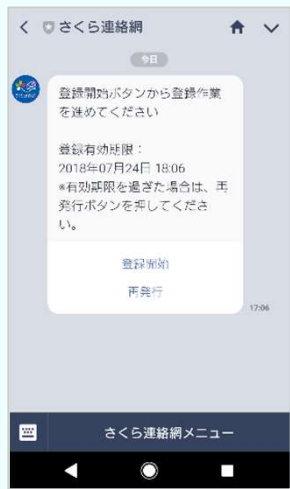 さくら連絡網
今日
登録開始ボタンから登録作業
を進めてください
登録有効期限：
2018年07月24日 18:06
※有効期限を過ぎた場合は、再
発行ボタンを押してくださ
い。
登録開始
再発行
17:06
さくら連絡網メニュー